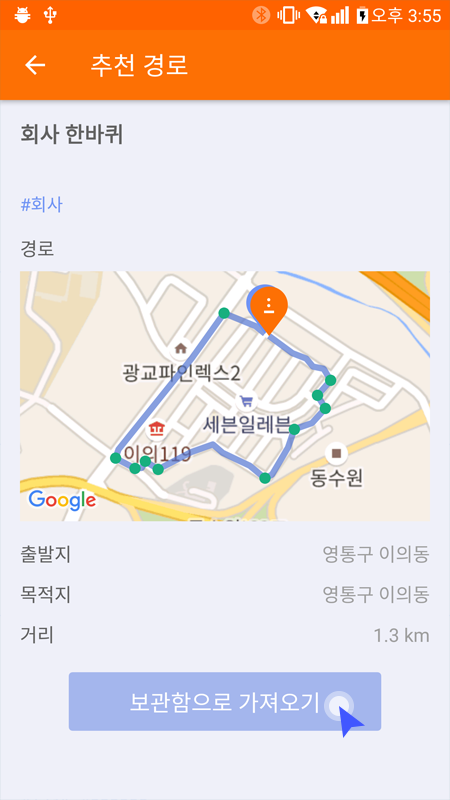 오후 3:55
추천 경로
회사 한바퀴
#회사
경로
광교파인렉스2
세븐일레븐
이의119
동수원
Google
출발지 영통구 이의동
목적지 영통구 이의동
거리 1.3 km
보관함으로 가져오기